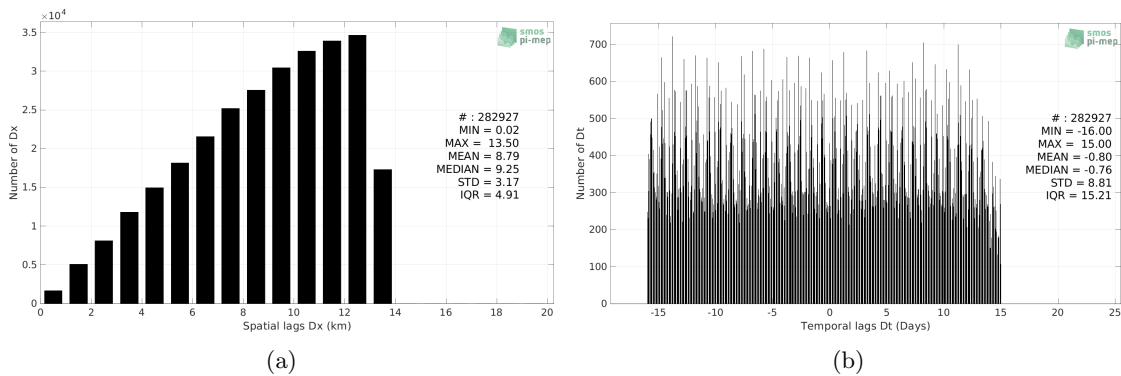 ×10⁴
3.5
3
2.5
2
1.5
1
0.5
0
Number of Dx
0 2 4 6 8 10 12 14 16 18 20
Spatial lags Dx (km)
smos
pi-mep
# : 282927
MIN = 0.02
MAX = 13.50
MEAN = 8.79
MEDIAN = 9.25
STD = 3.17
IQR = 4.91
(a)
700
600
500
400
300
200
100
0
Number of Dt
-15 -10 -5 0 5 10 15 20 25
Temporal lags Dt (Days)
smos
pi-mep
# : 282927
MIN = -16.00
MAX = 15.00
MEAN = -0.80
MEDIAN = -0.76
STD = 8.81
IQR = 15.21
(b)